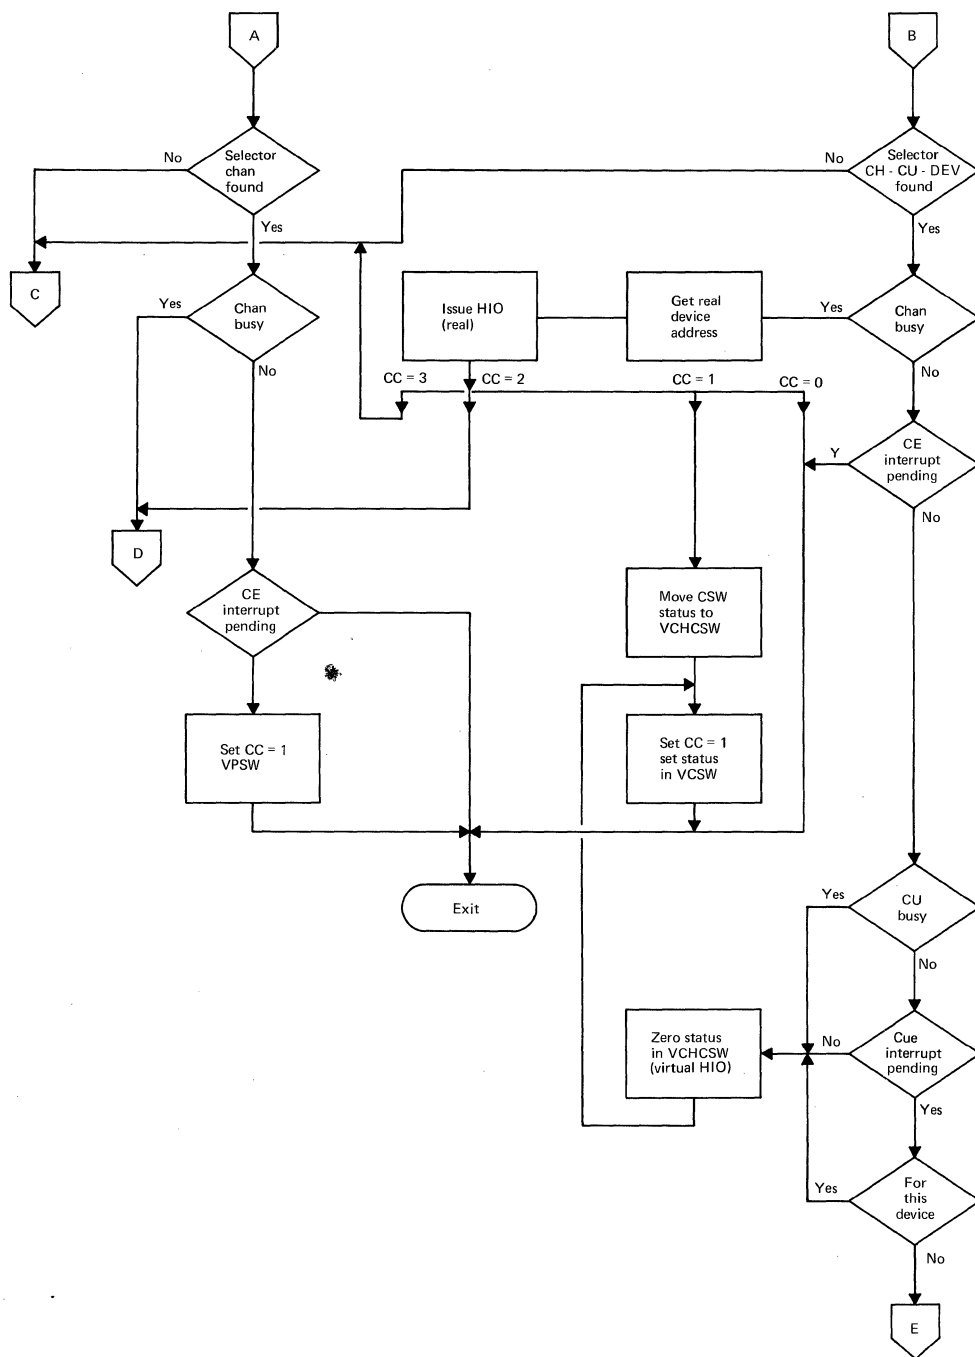 A
B
No
Selector
chan
found
Yes
No
Selector
CH - CU - DEV
found
Yes
C
Yes
Chan
busy
No
Issue HIO
(real)
Get real
device
address
Yes
Chan
busy
No
CC = 3
CC = 2
CC = 1
CC = 0
Y
CE
interrupt
pending
No
D
CE
interrupt
pending
Move CSW
status to
VCHCSW
Set CC = 1
VPSW
Set CC = 1
set status
in VCSW
Exit
Yes
CU
busy
No
Zero status
in VCHCSW
(virtual HIO)
No
Cue
interrupt
pending
Yes
Yes
For
this
device
No
E